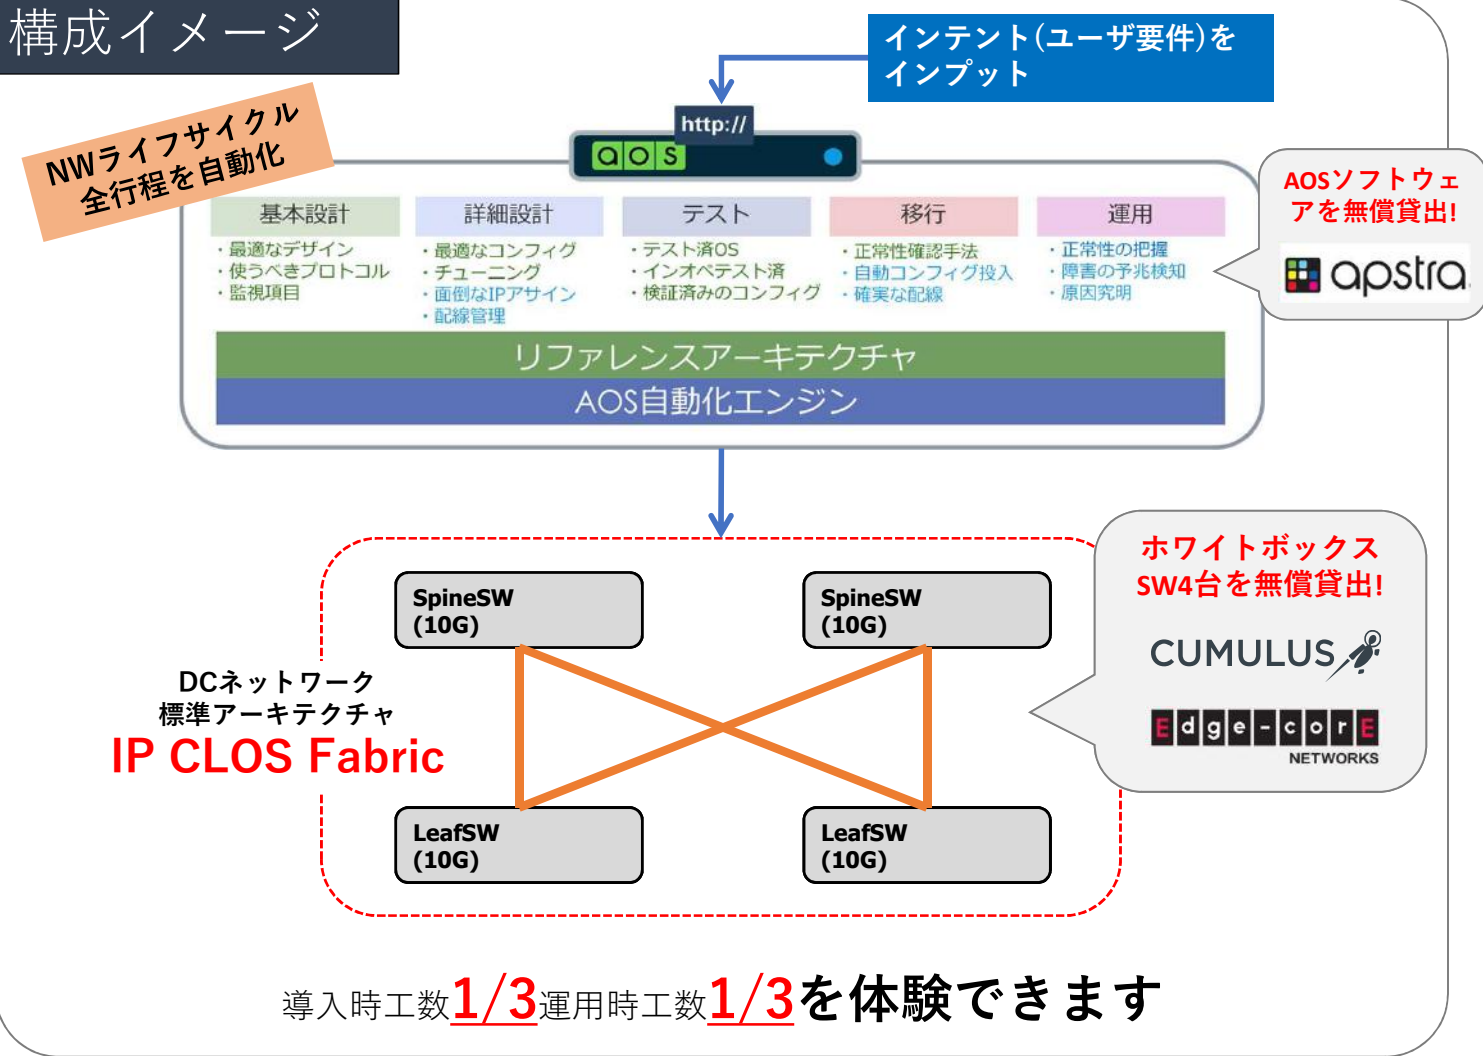 構成イメージ
インテント(ユーザ要件)を
インプット
NWライフサイクル
全行程を自動化
http://
aos
基本設計
・最適なデザイン
・使うべきプロトコル
・監視項目
詳細設計
・最適なコンフィグ
・チューニング
・面倒なIPアサイン
・配線管理
テスト
・テスト済OS
・インオペテスト済
・検証済みのコンフィグ
移行
・正常性確認手法
・自動コンフィグ投入
・確実な配線
運用
・正常性の把握
・障害の予兆検知
・原因究明
リファレンスアーキテクチャ
AOS自動化エンジン
AOSソフトウェ
アを無償貸出!
apstra
SpineSW
(10G)
SpineSW
(10G)
DCネットワーク
標準アーキテクチャ
IP CLOS Fabric
LeafSW
(10G)
LeafSW
(10G)
ホワイトボックス
SW4台を無償貸出!
CUMULUS
Edge-corE
NETWORKS
導入時工数1/3運用時工数1/3を体験できます